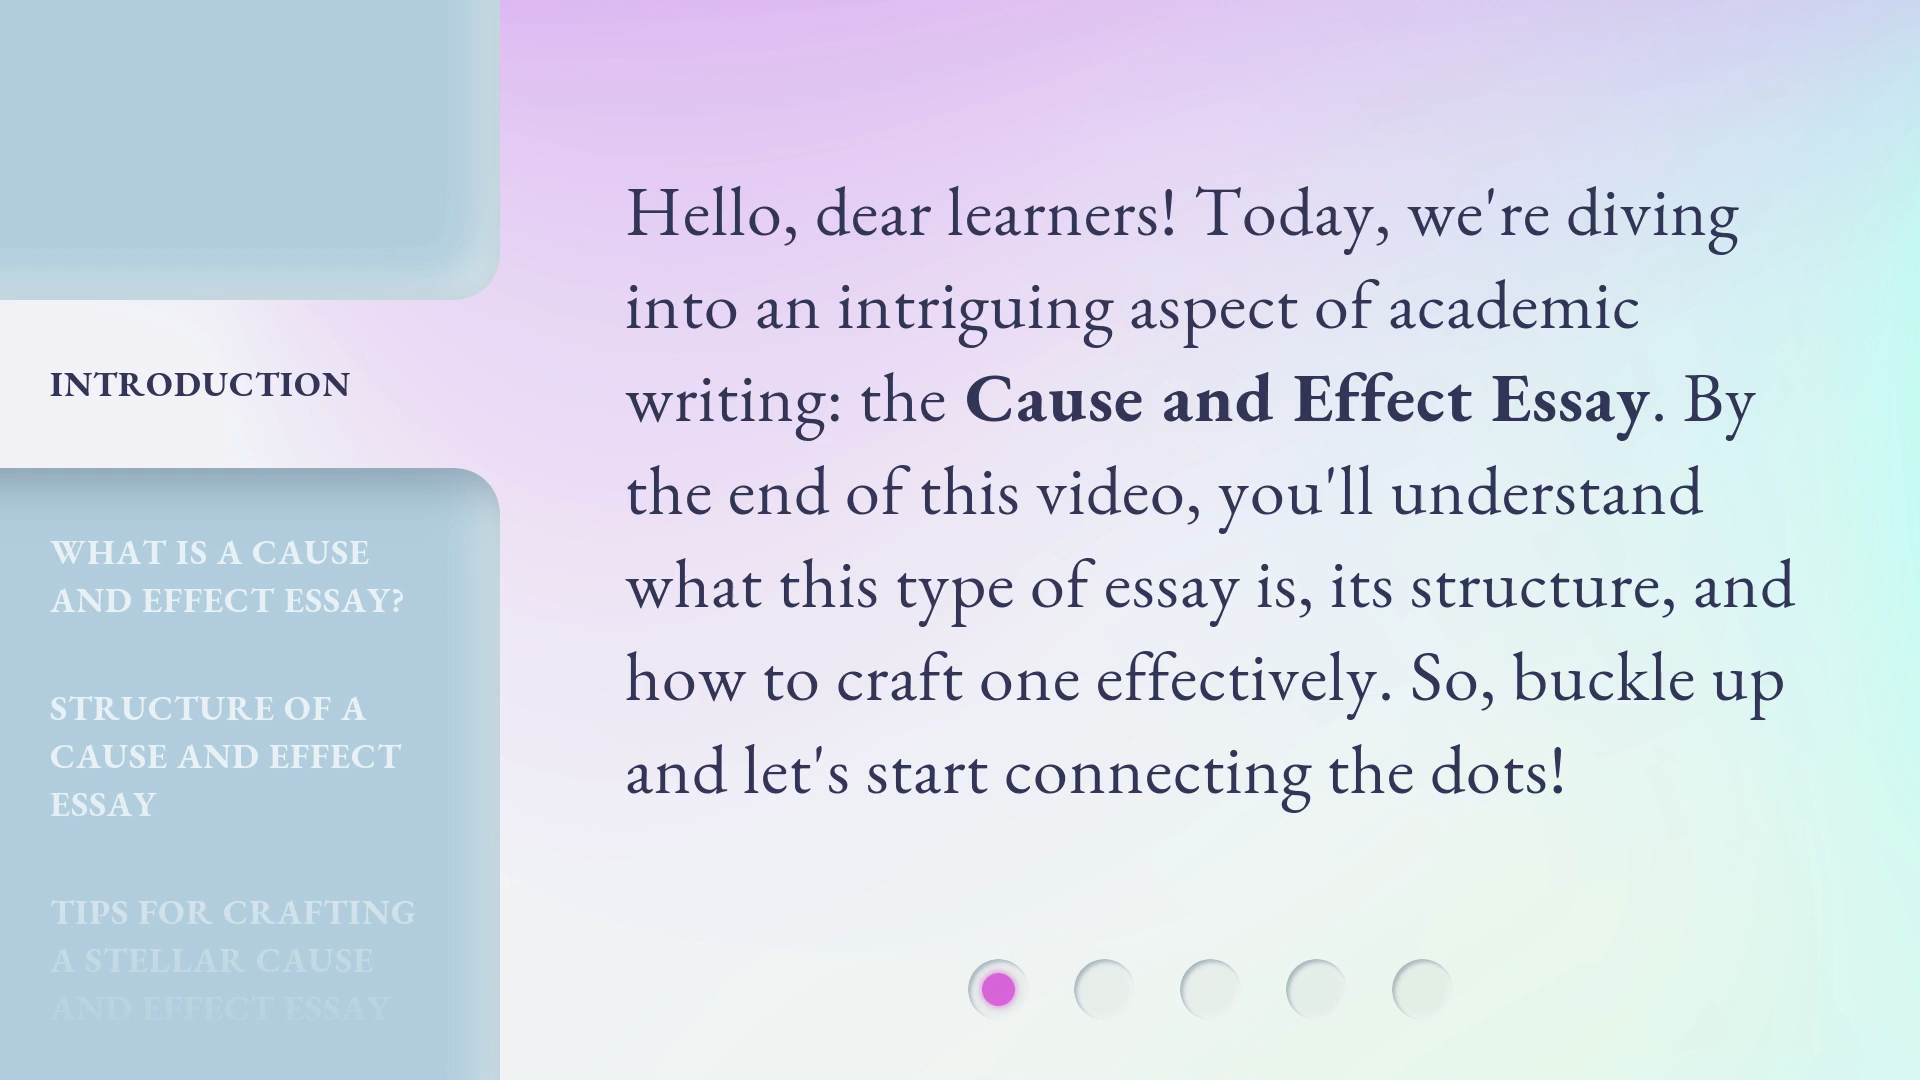 INTRODUCTION
WHAT IS A CAUSE
AND EFFECT ESSAY?
STRUCTURE OF A
CAUSE AND EFFECT
ESSAY
TIPS FOR CRAFTING
A STELLAR CAUSE
AND EFFECT ESSAY
Hello, dear learners! Today, we're diving
into an intriguing aspect of academic
writing: the Cause and Effect Essay. By
the end of this video, you'll understand
what this type of essay is, its structure, and
how to craft one effectively. So, buckle up
and let's start connecting the dots!